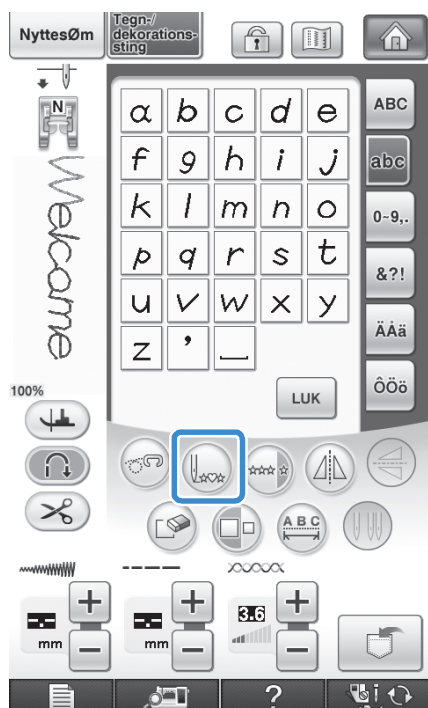 NyttesØm
Tegn-/
dekorations-
sting
N
Welcome
a b c d e
f g h i j
k l m n o
p q r s t
u v w x y
z ' _
ABC
abc
0~9,.
&?!
ÄÅä
ÔÖö
LUK
100%
A B C
mm
mm
3.6
+ + +
− − −
? i